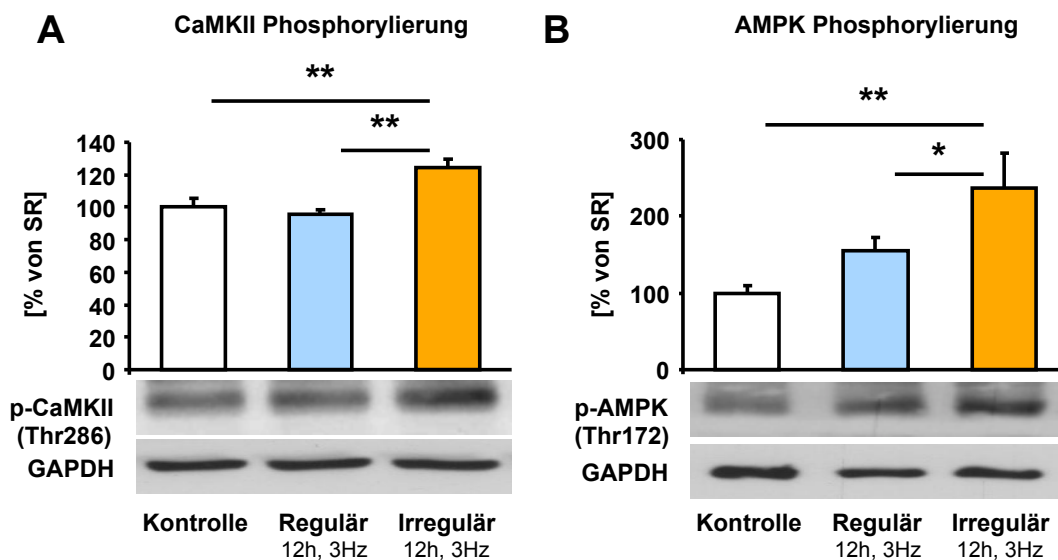 A CaMKII Phosphorylierung
**
**
[% von SR]
140
120
100
80
60
40
20
0
p-CaMKII
(Thr286)
GAPDH
Kontrolle Regulär Irregulär
12h, 3Hz 12h, 3Hz
B AMPK Phosphorylierung
**
*
[% von SR]
300
200
100
0
p-AMPK
(Thr172)
GAPDH
Kontrolle Regulär Irregulär
12h, 3Hz 12h, 3Hz